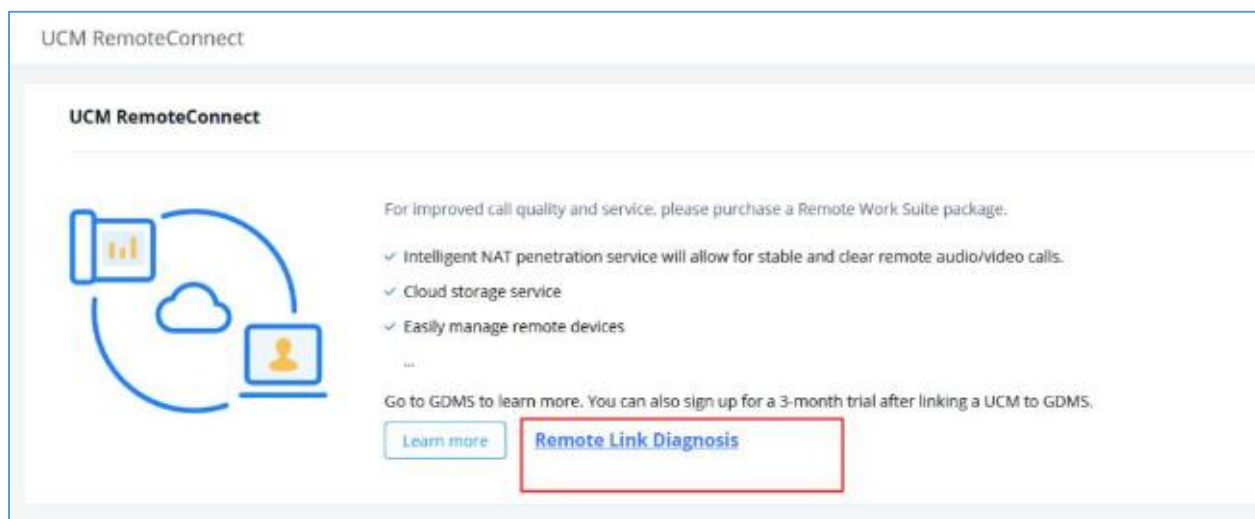 UCM RemoteConnect
UCM RemoteConnect
For improved call quality and service, please purchase a Remote Work Suite package.
✓ Intelligent NAT penetration service will allow for stable and clear remote audio/video calls.
✓ Cloud storage service
✓ Easily manage remote devices
...
Go to GDMS to learn more. You can also sign up for a 3-month trial after linking a UCM to GDMS.
Learn more Remote Link Diagnosis